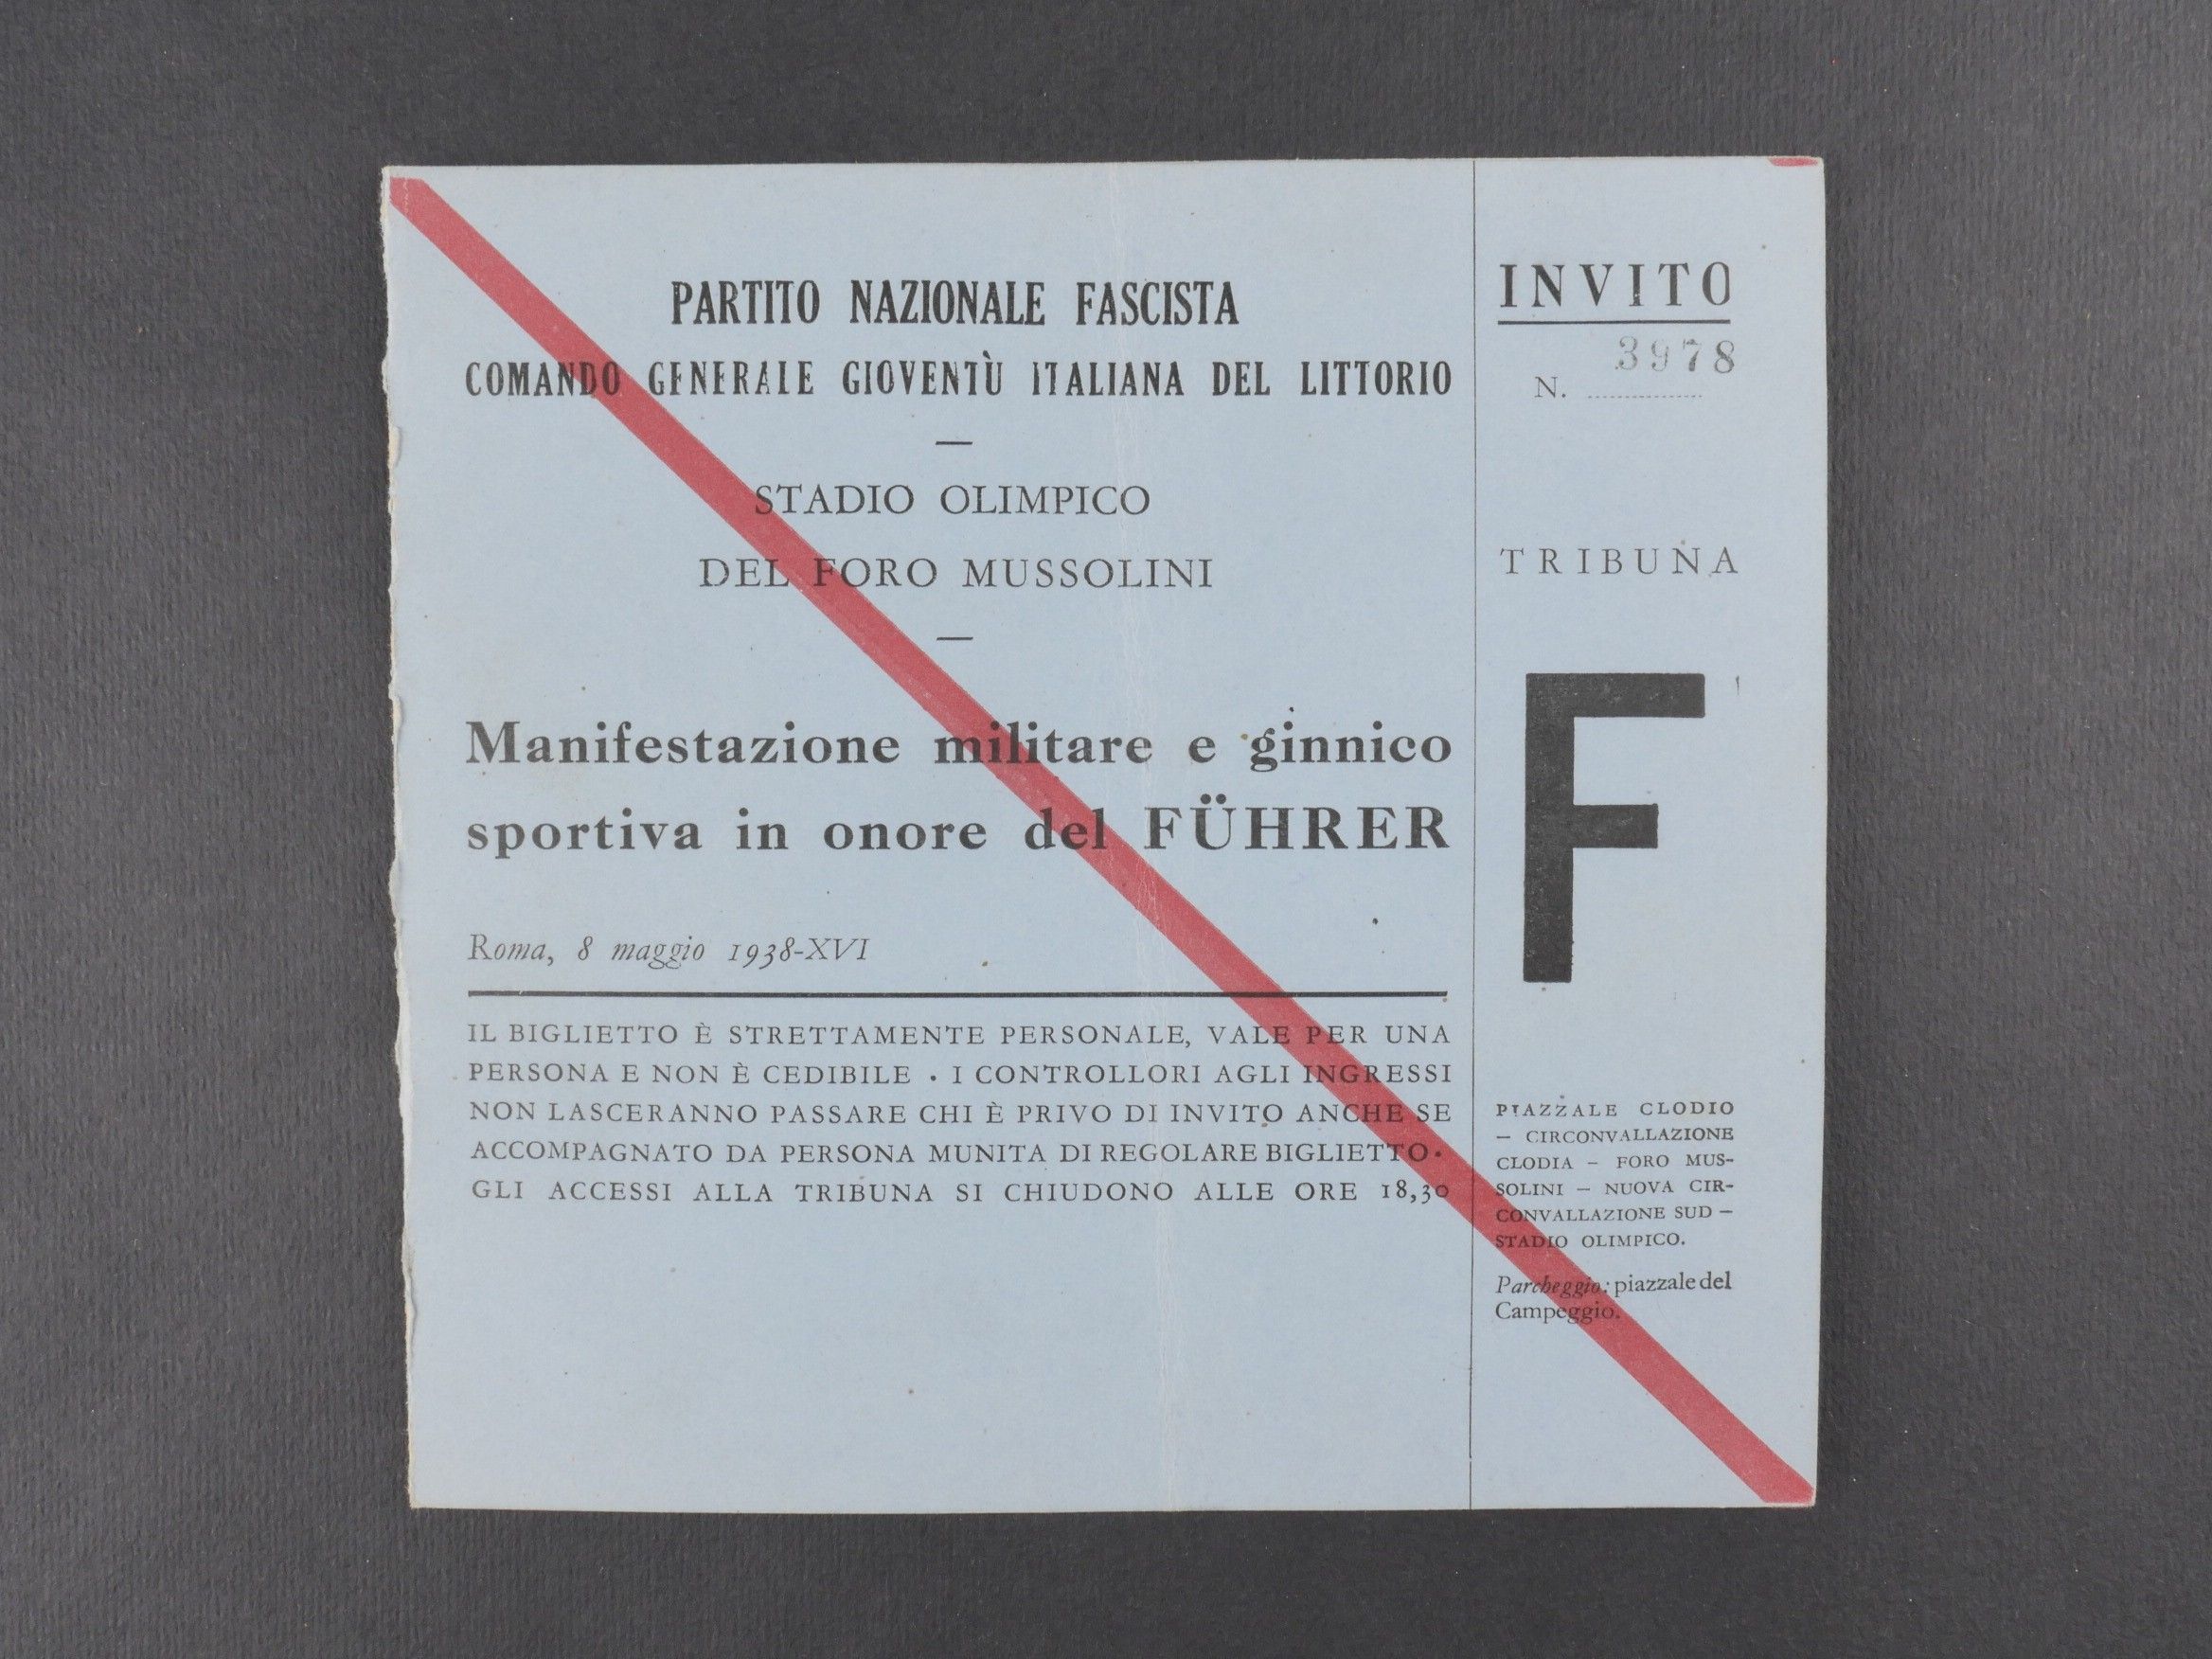 PARTITO NAZIONALE FASCISTA
COMANDO GENERALE GIOVENTÙ ITALIANA DEL LITTORIO
—
STADIO OLIMPICO
DEL FORO MUSSOLINI
—
Manifestazione militare e ginnico
sportiva in onore del FÜHRER
Roma, 8 maggio 1938-XVI
IL BIGLIETTO È STRETTAMENTE PERSONALE, VALE PER UNA
PERSONA E NON È CEDIBILE · I CONTROLLORI AGLI INGRESSI
NON LASCERANNO PASSARE CHI È PRIVO DI INVITO ANCHE SE
ACCOMPAGNATO DA PERSONA MUNITA DI REGOLARE BIGLIETTO ·
GLI ACCESSI ALLA TRIBUNA SI CHIUDONO ALLE ORE 18,30
INVITO
3978
N. ..............
TRIBUNA
F
PIAZZALE CLODIO
— CIRCONVALLAZIONE
CLODIA — FORO MUS-
SOLINI — NUOVA CIR-
CONVALLAZIONE SUD —
STADIO OLIMPICO.
Parcheggio: piazzale del
Campeggio.